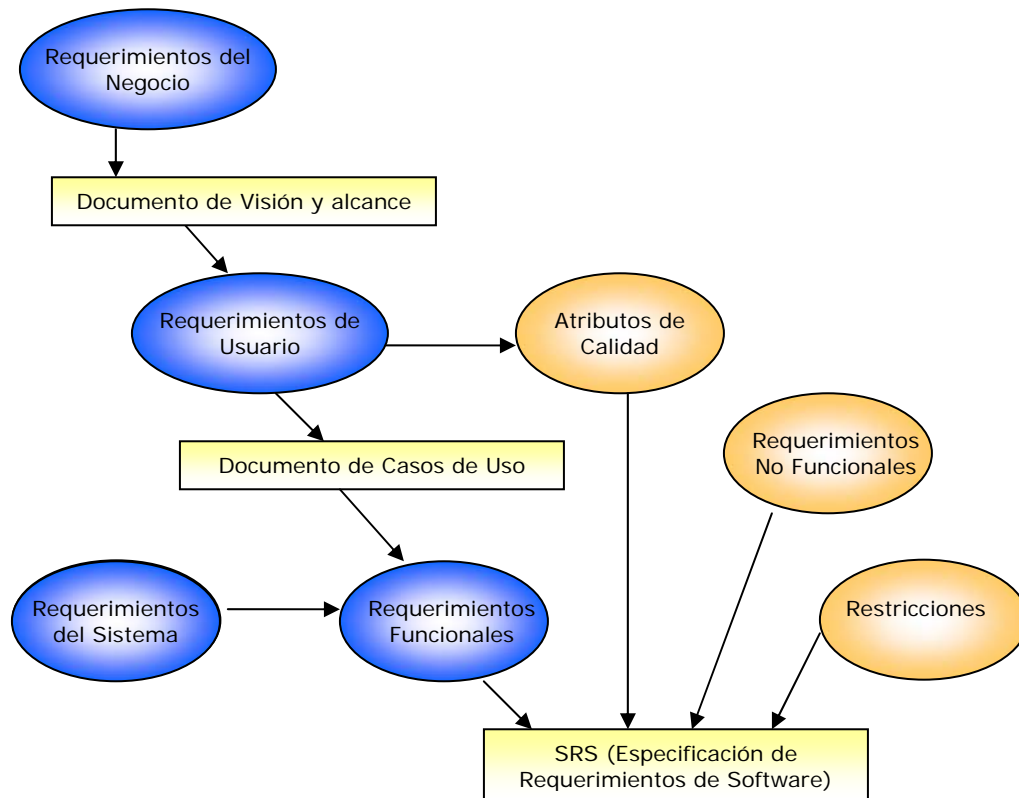 Requerimientos del
Negocio
Documento de Visión y alcance
Requerimientos de
Usuario
Atributos de
Calidad
Documento de Casos de Uso
Requerimientos
No Funcionales
Requerimientos
del Sistema
Requerimientos
Funcionales
Restricciones
SRS (Especificación de
Requerimientos de Software)